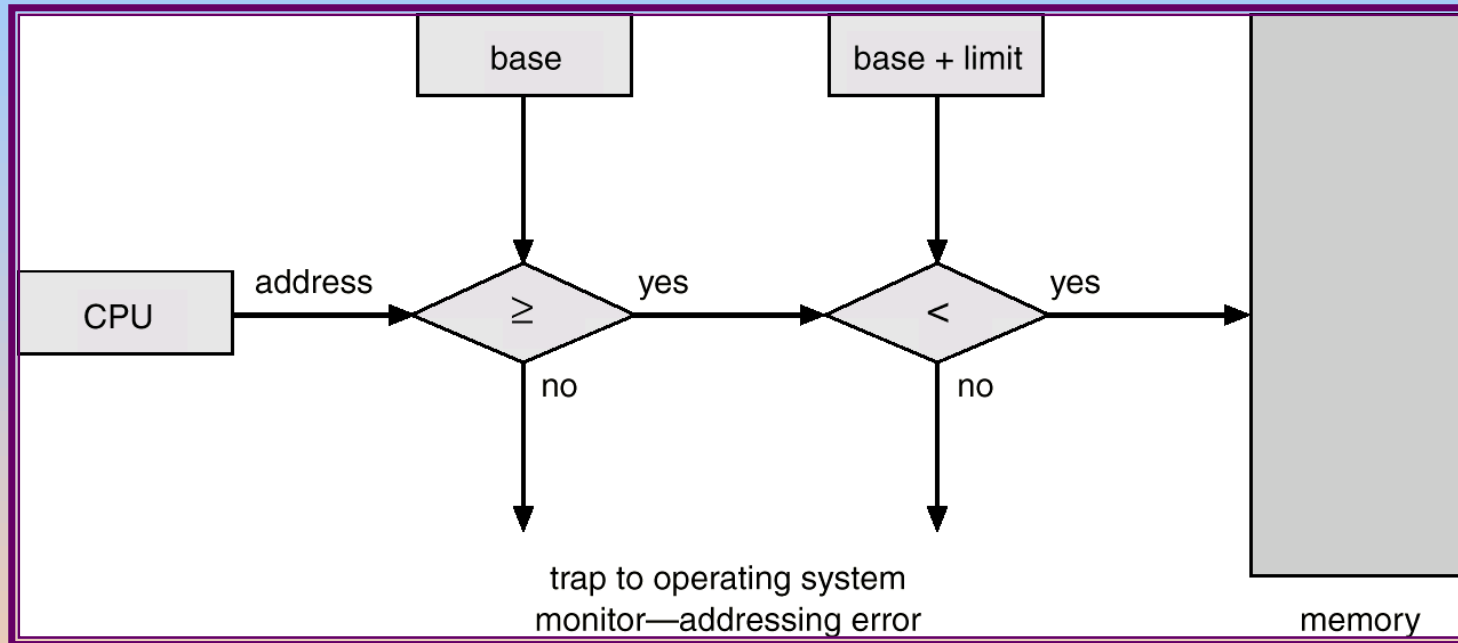 base
base + limit
CPU
address
≥
yes
<
yes
no
no
trap to operating system
monitor—addressing error
memory